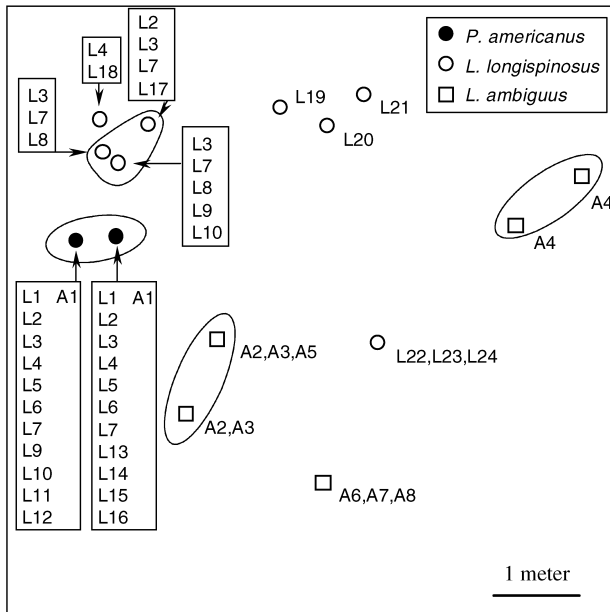 L2
L3
L7
L17
L4
L18
L3
L7
L8
L3
L7
L8
L9
L10
L19
L20
L21
P. americanus
L. longispinosus
L. ambiguus
A4
A4
L1 A1
L2
L3
L4
L5
L6
L7
L9
L10
L11
L12
L1 A1
L2
L3
L4
L5
L6
L7
L13
L14
L15
L16
A2,A3,A5
A2,A3
L22,L23,L24
A6,A7,A8
1 meter